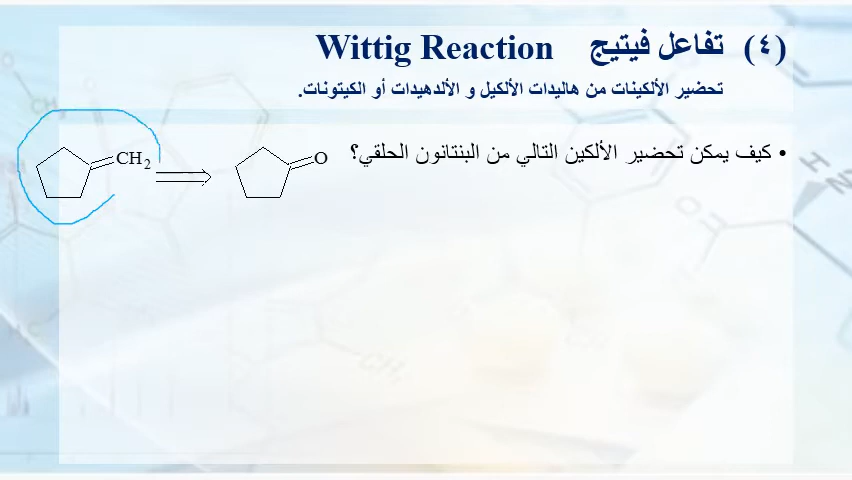 (٤) تفاعل فيتيج Wittig Reaction
تحضير الألكينات من هاليدات الألكيل و الألدهيدات أو الكيتونات.
• كيف يمكن تحضير الألكين التالي من البنتانون الحلقي؟
CH2
O